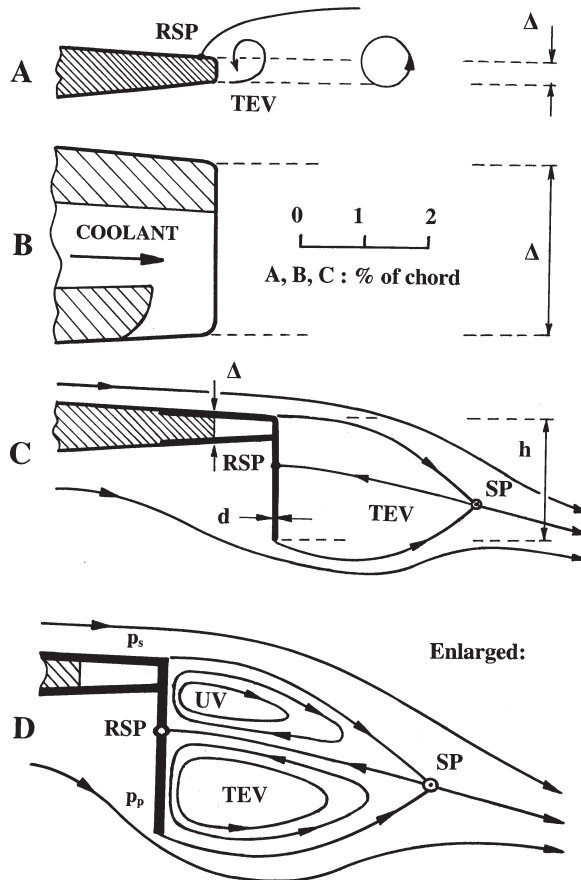 RSP
Δ
A
TEV
0 1 2
COOLANT
B
Δ
A, B, C : % of chord
Δ
C
h
RSP
SP
d
TEV
pₛ
Enlarged:
UV
D
RSP
SP
pₚ
TEV